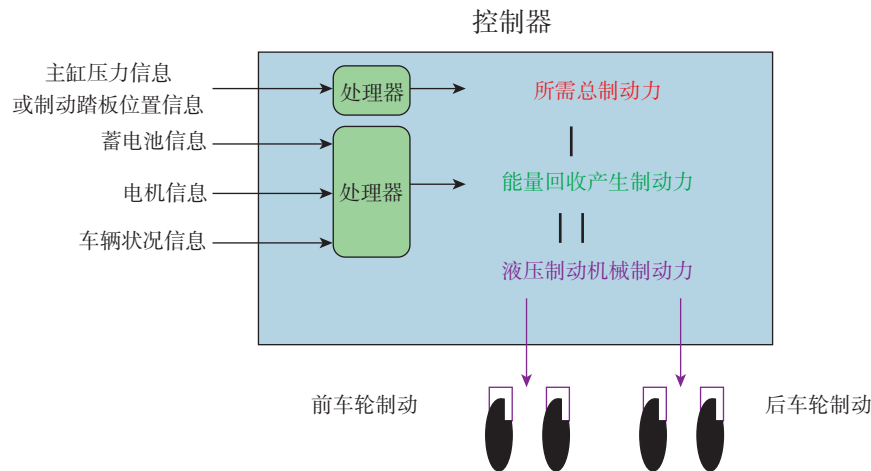 控制器
主缸压力信息
或制动踏板位置信息
处理器
所需总制动力
蓄电池信息
电机信息
处理器
能量回收产生制动力
车辆状况信息
液压制动机械制动力
前车轮制动
后车轮制动